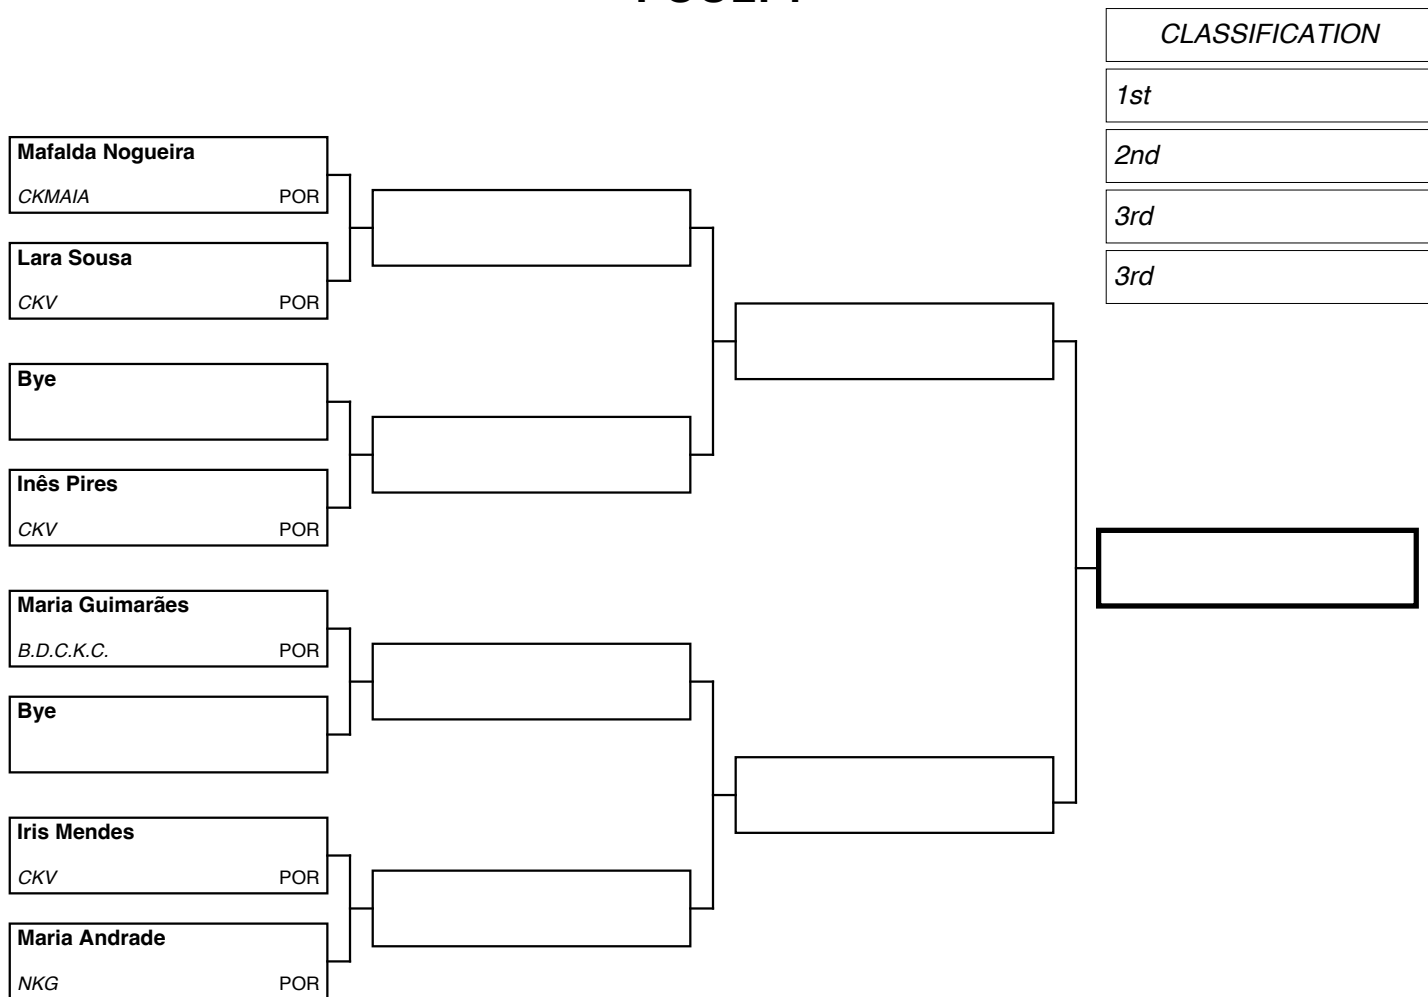 CLASSIFICATION
1st
2nd
3rd
3rd
Mafalda Nogueira
CKMAIA POR
Lara Sousa
CKV POR
Bye
Inês Pires
CKV POR
Maria Guimarães
B.D.C.K.C. POR
Bye
Iris Mendes
CKV POR
Maria Andrade
NKG POR